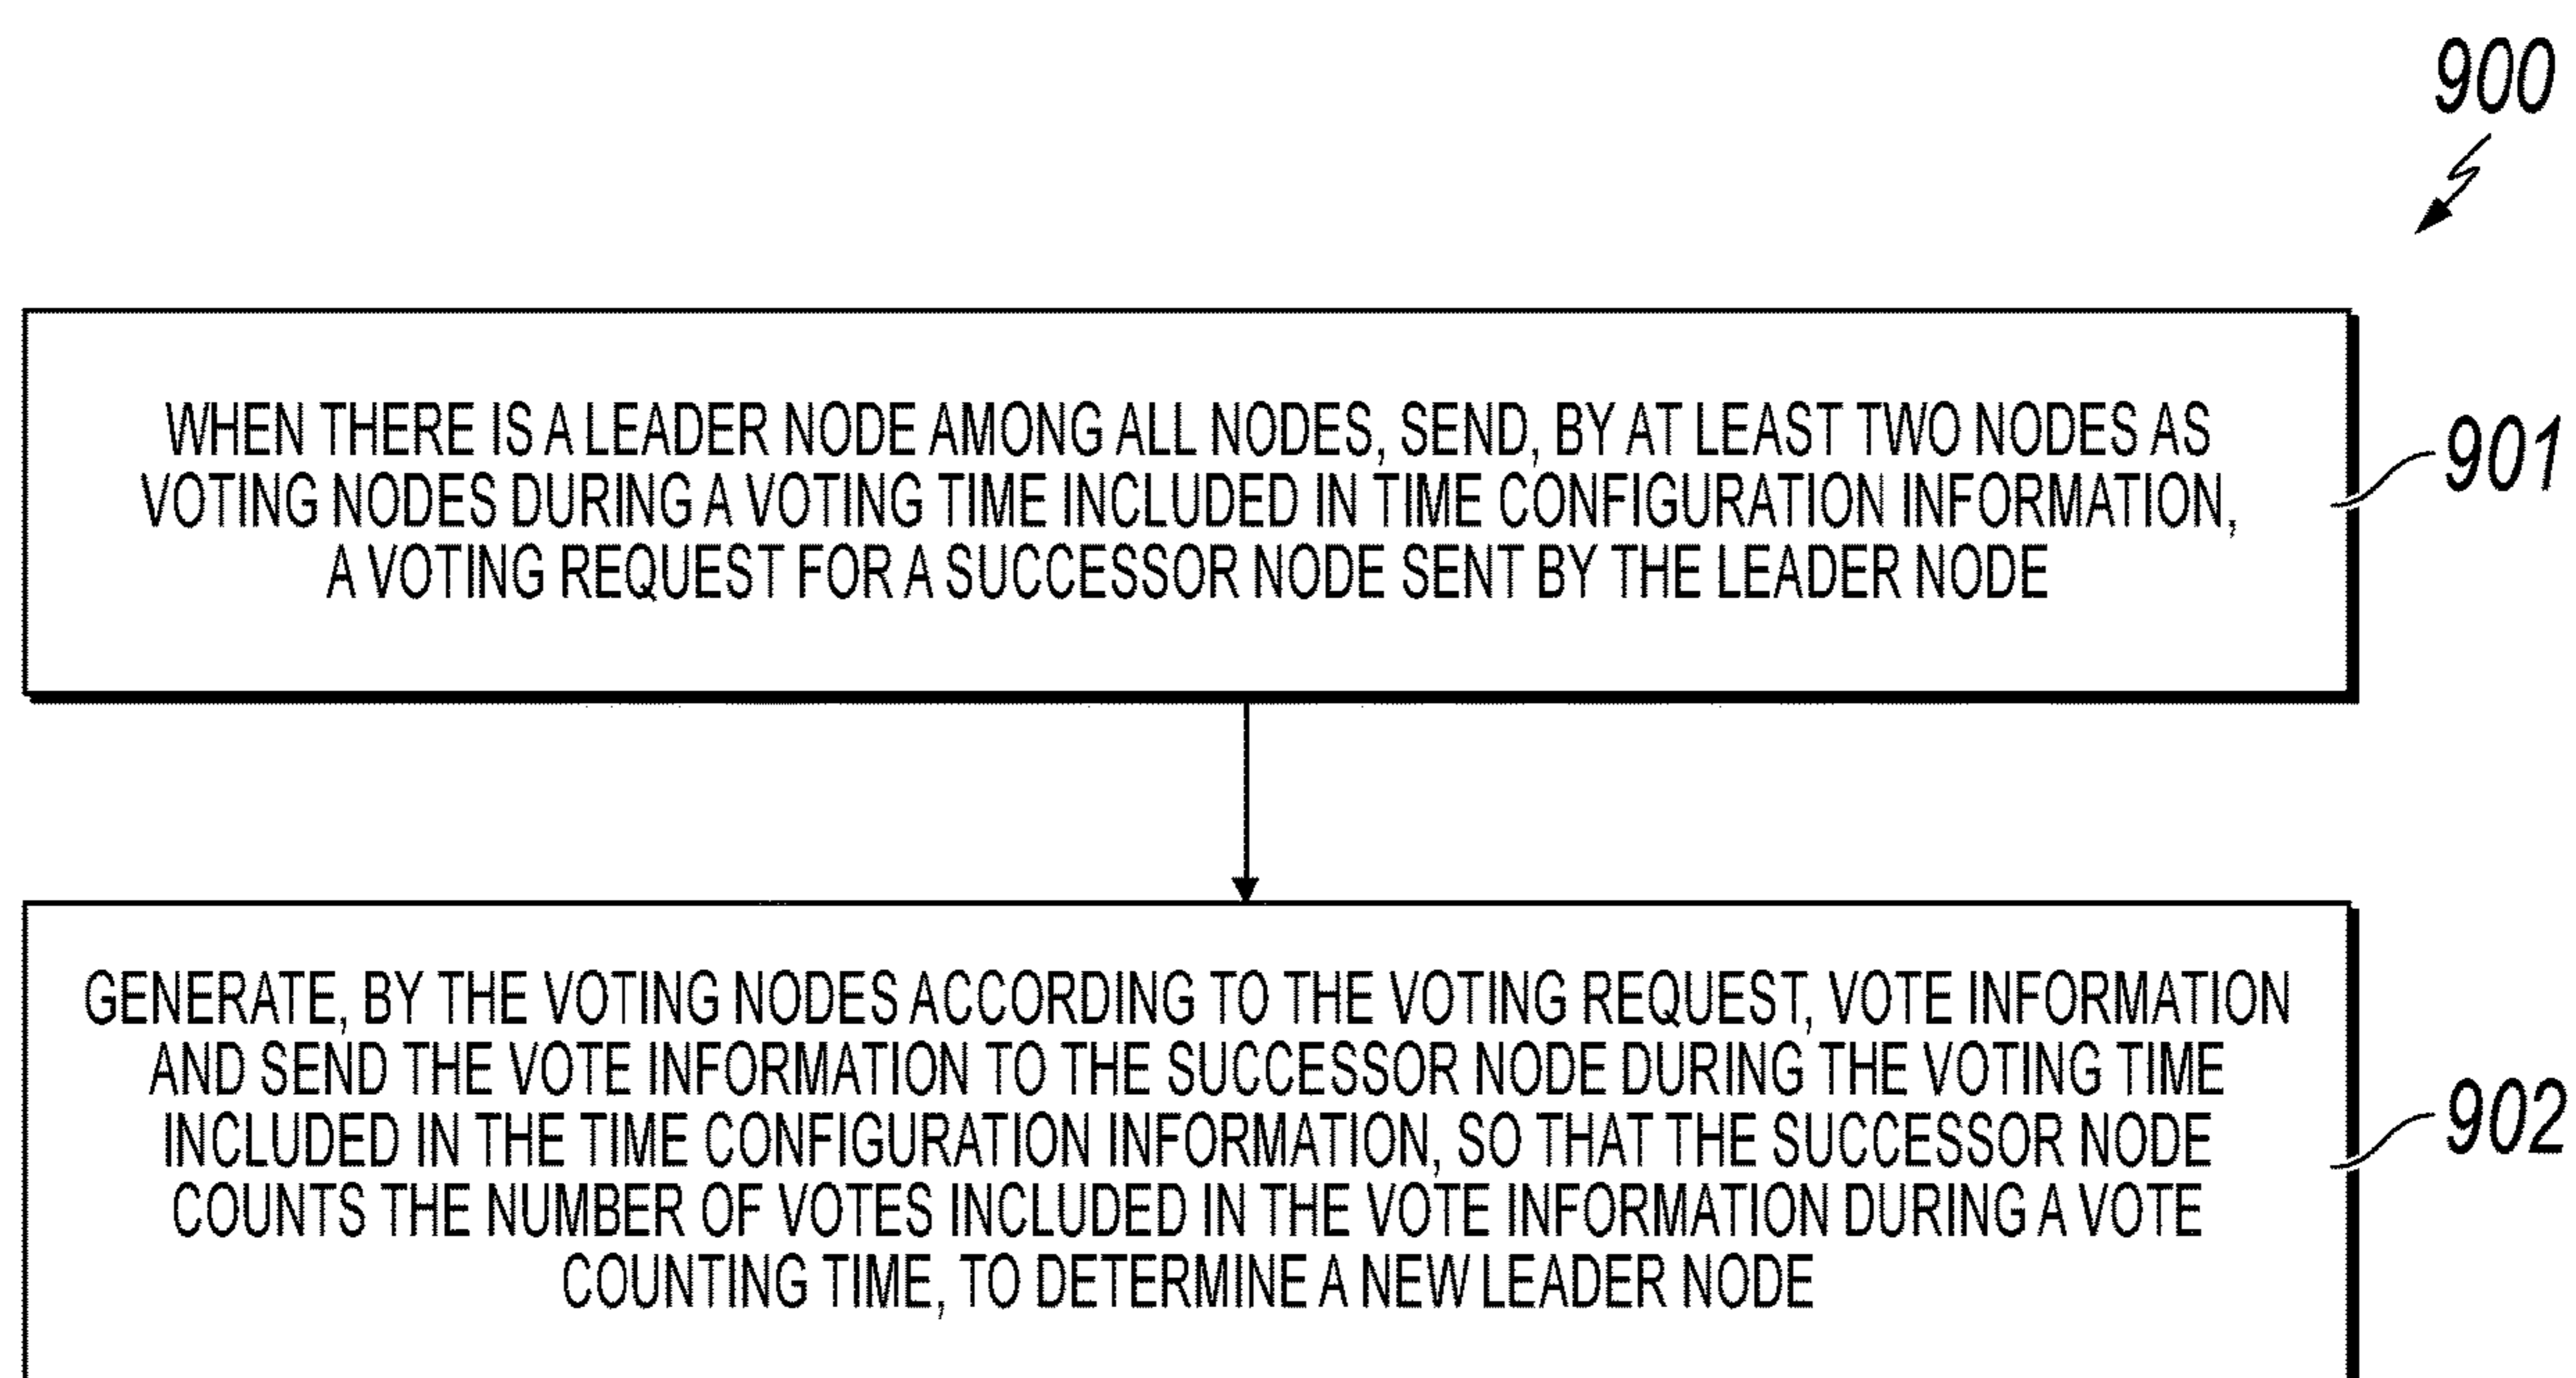 900
WHEN THERE IS A LEADER NODE AMONG ALL NODES, SEND, BY AT LEAST TWO NODES AS
VOTING NODES DURING A VOTING TIME INCLUDED IN TIME CONFIGURATION INFORMATION,
A VOTING REQUEST FOR A SUCCESSOR NODE SENT BY THE LEADER NODE
901
GENERATE, BY THE VOTING NODES ACCORDING TO THE VOTING REQUEST, VOTE INFORMATION
AND SEND THE VOTE INFORMATION TO THE SUCCESSOR NODE DURING THE VOTING TIME
INCLUDED IN THE TIME CONFIGURATION INFORMATION, SO THAT THE SUCCESSOR NODE
COUNTS THE NUMBER OF VOTES INCLUDED IN THE VOTE INFORMATION DURING A VOTE
COUNTING TIME, TO DETERMINE A NEW LEADER NODE
902